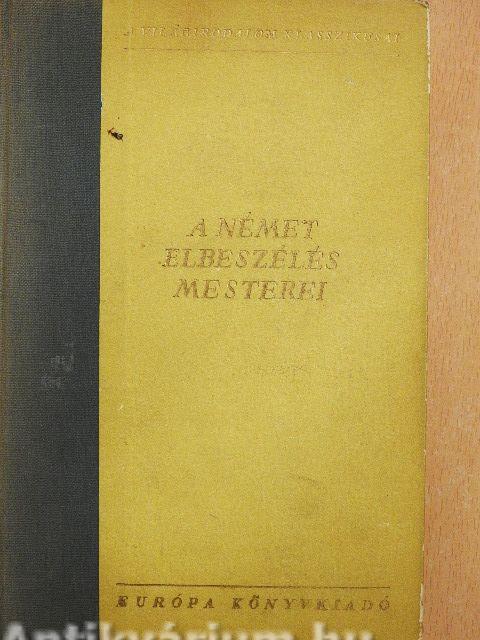 A VILÁGIRODALOM KLASSZIKUSAI
A NÉMET
ELBESZÉLÉS
MESTEREI
EURÓPA KÖNYVKIADÓ
Antikvárium.hu